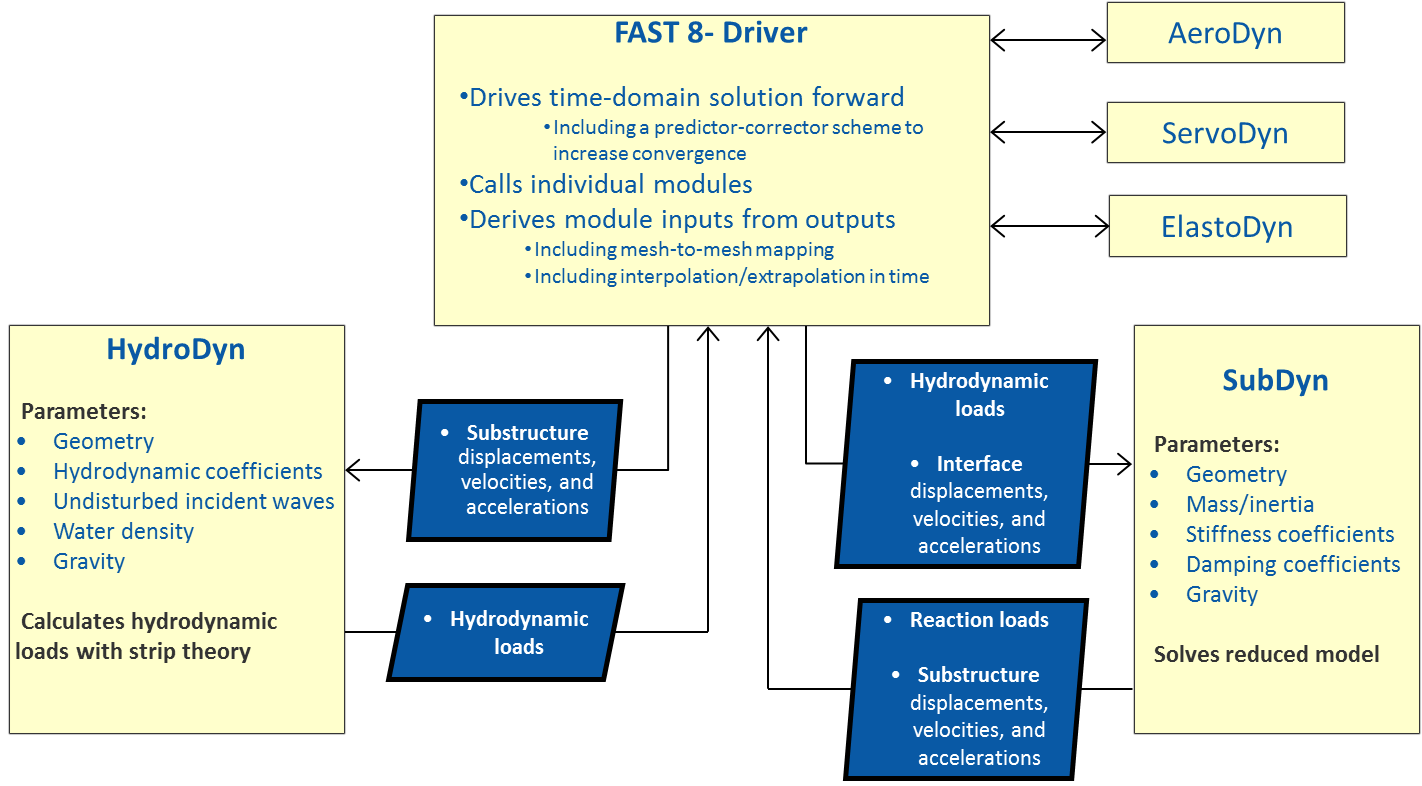 FAST 8- Driver
•Drives time-domain solution forward
•Including a predictor-corrector scheme to
increase convergence
•Calls individual modules
•Derives module inputs from outputs
•Including mesh-to-mesh mapping
•Including interpolation/extrapolation in time
AeroDyn
ServoDyn
ElastoDyn
HydroDyn
Parameters:
• Geometry
• Hydrodynamic coefficients
• Undisturbed incident waves
• Water density
• Gravity
Calculates hydrodynamic
loads with strip theory
• Substructure
displacements,
velocities, and
accelerations
• Hydrodynamic
loads
• Hydrodynamic
loads
• Interface
displacements,
velocities, and
accelerations
• Reaction loads
• Substructure
displacements,
velocities, and
accelerations
SubDyn
Parameters:
• Geometry
• Mass/inertia
• Stiffness coefficients
• Damping coefficients
• Gravity
Solves reduced model